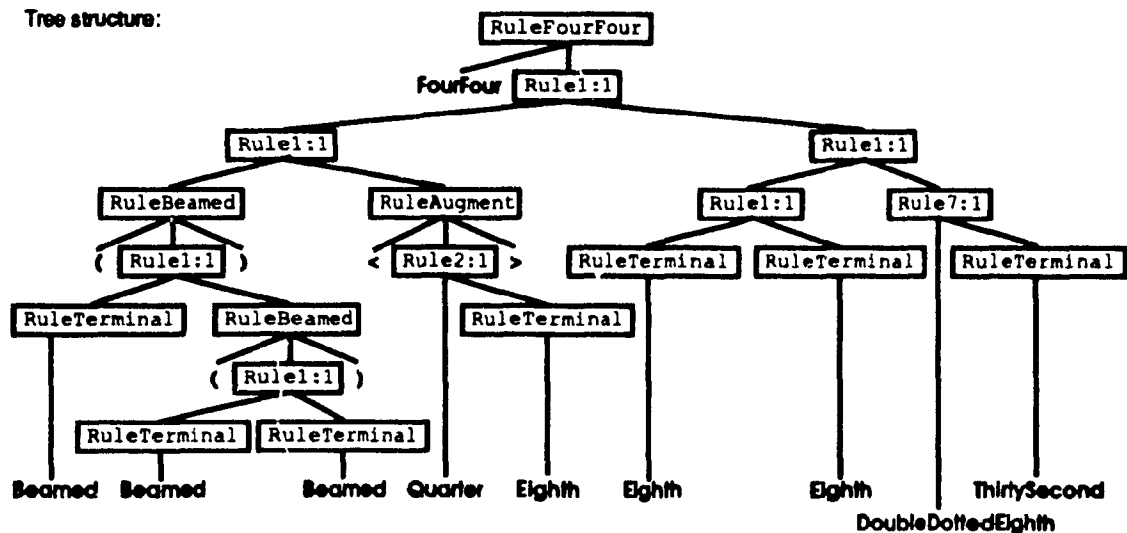 Tree structure:
RuleFourFour
FourFour Rule1:1
Rule1:1 Rule1:1
RuleBeamed RuleAugment Rule1:1 Rule7:1
( Rule1:1 ) < Rule2:1 > RuleTerminal RuleTerminal RuleTerminal
RuleTerminal RuleBeamed RuleTerminal
( Rule1:1 )
RuleTerminal RuleTerminal
Beamed Beamed Beamed Quarter Eighth Eighth Eighth ThirtySecond
DoubleDottedEighth